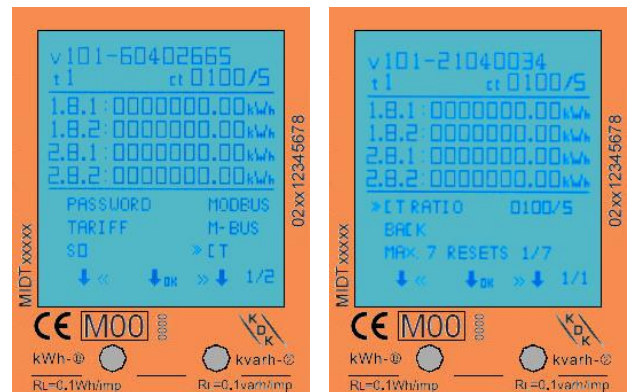 v101-60402665
t1 ct 0100/5
1.8.1:0000000.00kWh
1.8.2:0000000.00kWh
2.8.1:0000000.00kWh
2.8.2:0000000.00kWh
PASSWORD MODBUS
TARIFF M-BUS
S0 »CT
↓ « ↓OK » ↓ 1/2
MIDTxxxxx
02xx12345678
CE M00
KDK
kWh-① kvarh-②
RL=0.1Wh/imp RL=0.1varh/imp
v101-21040034
t1 ct 0100/5
1.8.1:0000000.00kWh
1.8.2:0000000.00kWh
2.8.1:0000000.00kWh
2.8.2:0000000.00kWh
»CT RATIO 0100/5
BACK
MAX. 7 RESETS 1/7
↓ « ↓OK » ↓ 1/1
MIDTxxxxx
02xx12345678
CE M00
KDK
kWh-① kvarh-②
RL=0.1Wh/imp RL=0.1varh/imp